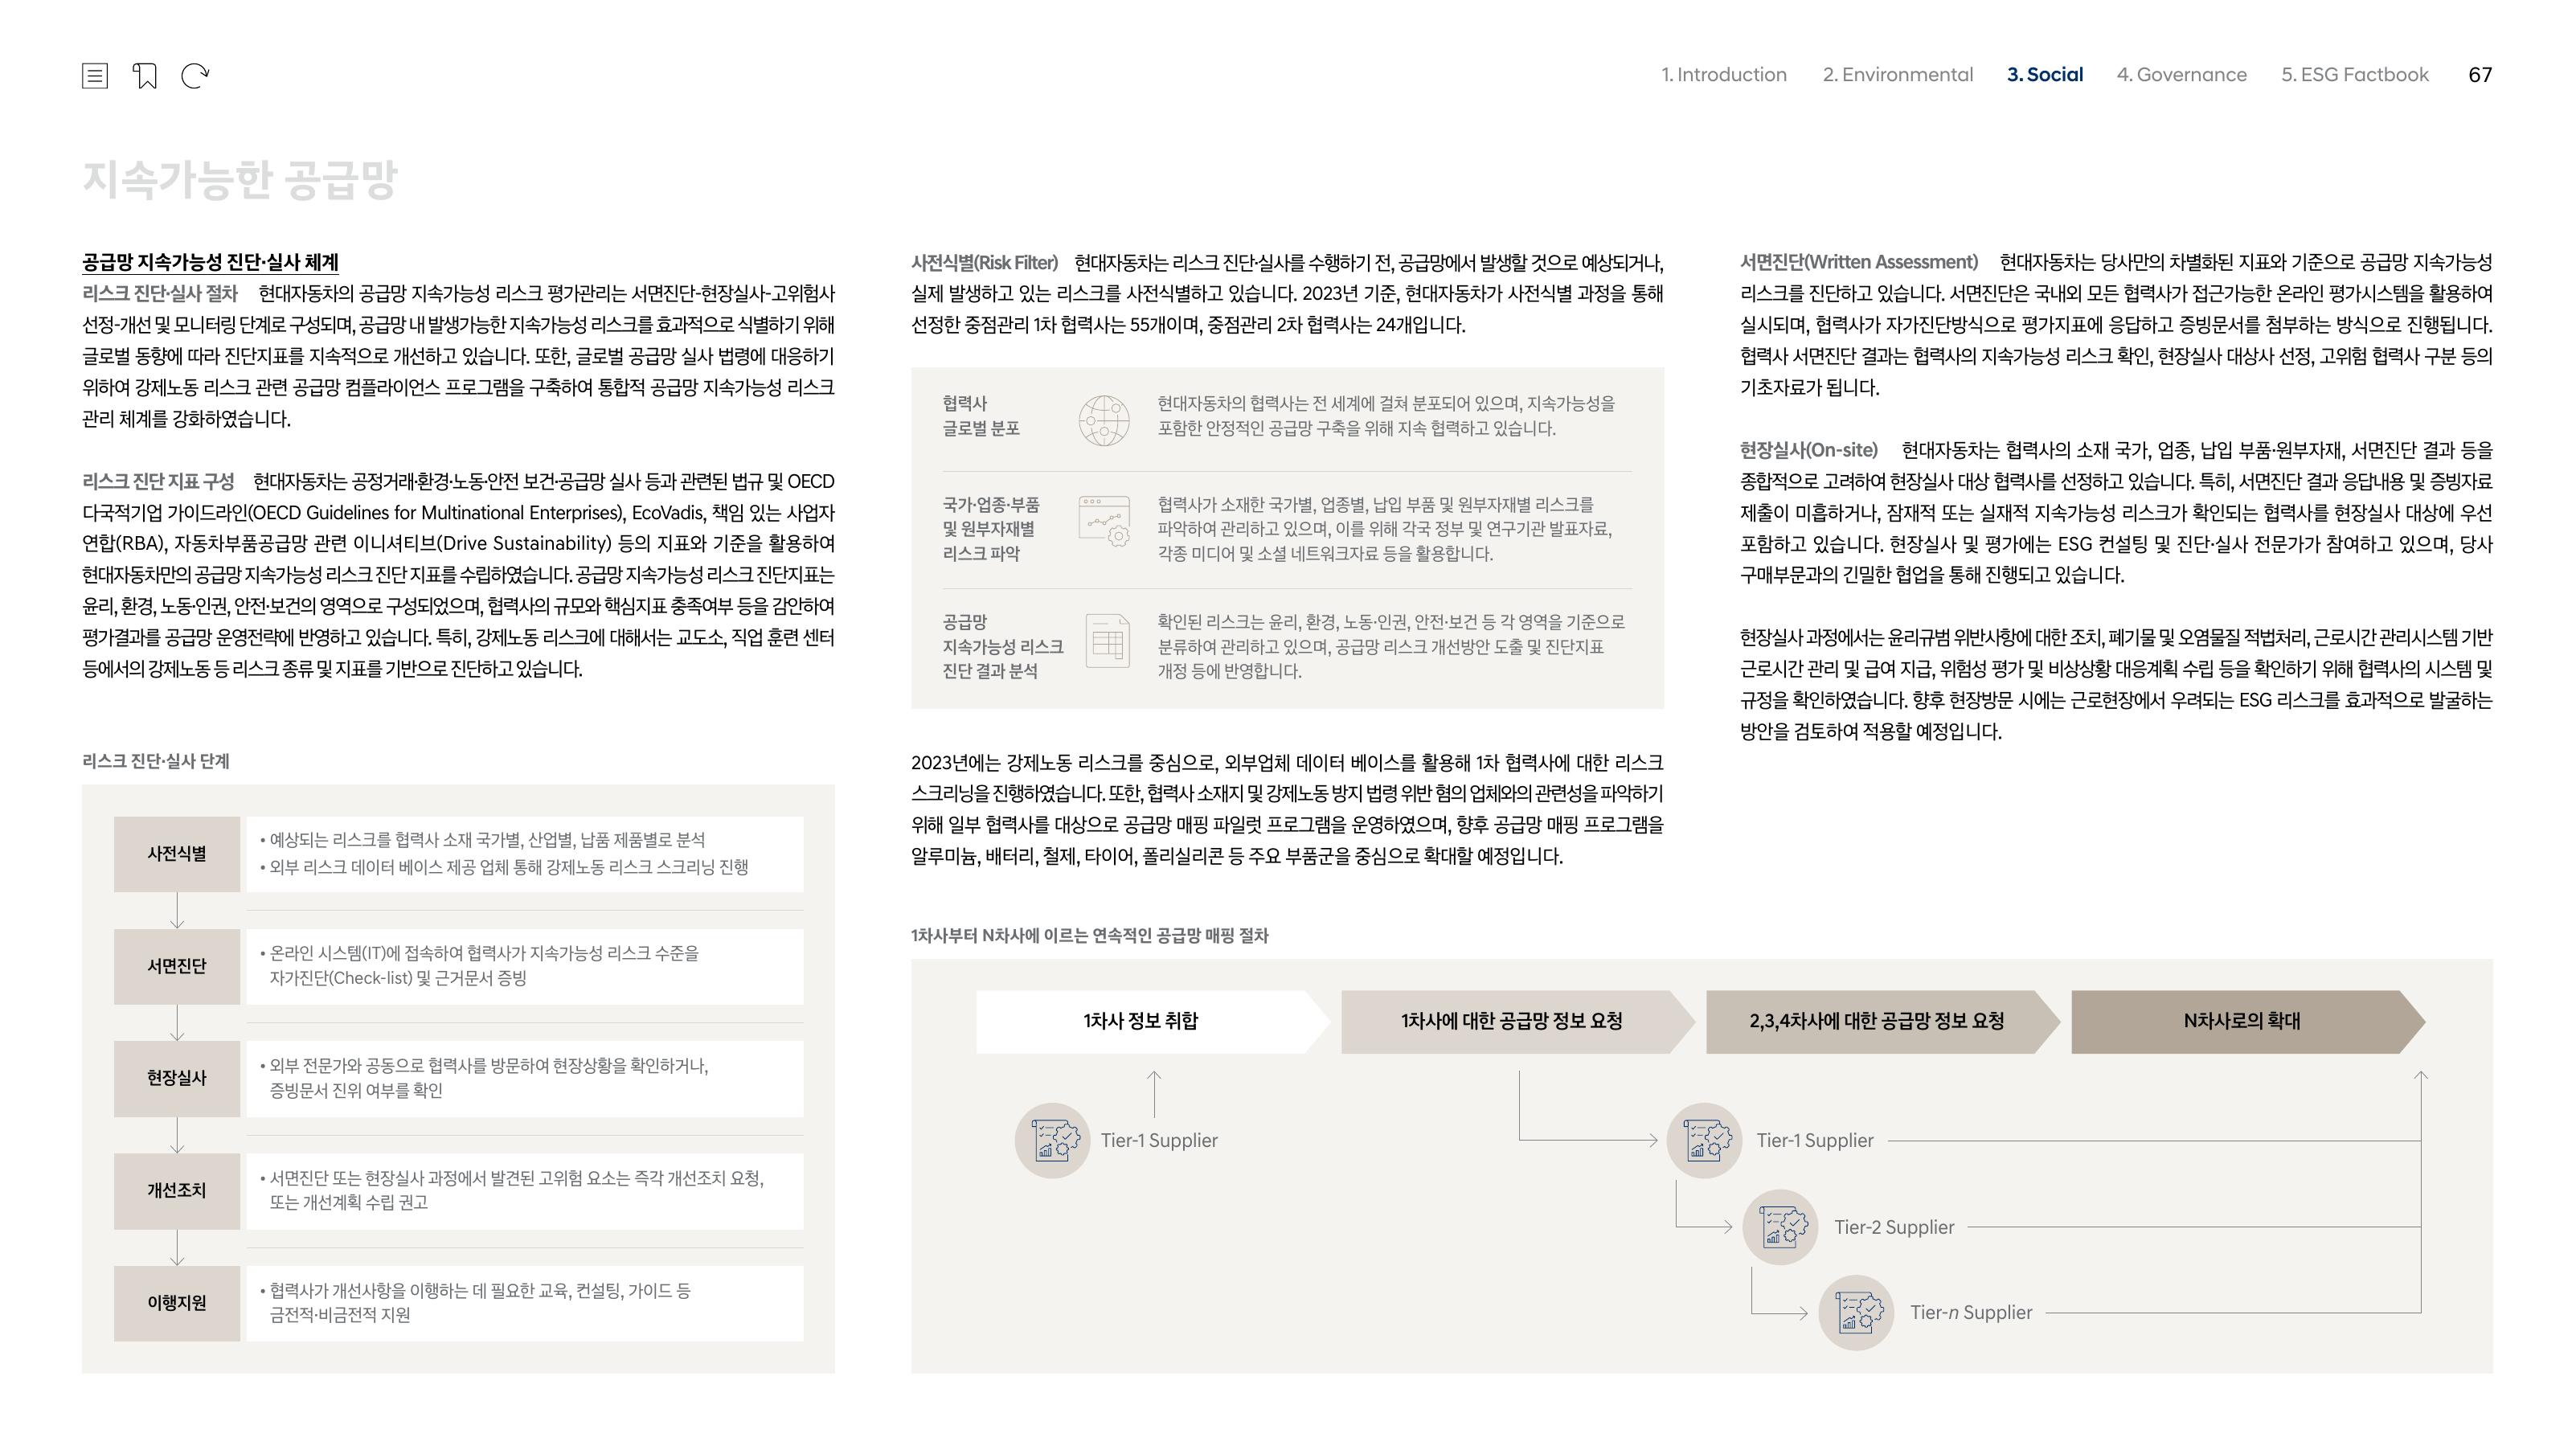 1. Introduction 2. Environmental 3. Social 4. Governance 5. ESG Factbook 67
지속가능한 공급망
공급망 지속가능성 진단·실사 체계
리스크 진단·실사 절차 현대자동차의 공급망 지속가능성 리스크 평가관리는 서면진단-현장실사-고위험사
선정-개선 및 모니터링 단계로 구성되며, 공급망 내 발생가능한 지속가능성 리스크를 효과적으로 식별하기 위해
글로벌 동향에 따라 진단지표를 지속적으로 개선하고 있습니다. 또한, 글로벌 공급망 실사 법령에 대응하기
위하여 강제노동 리스크 관련 공급망 컴플라이언스 프로그램을 구축하여 통합적 공급망 지속가능성 리스크
관리 체계를 강화하였습니다.
리스크 진단 지표 구성 현대자동차는 공정거래·환경·노동·안전 보건·공급망 실사 등과 관련된 법규 및 OECD
다국적기업 가이드라인(OECD Guidelines for Multinational Enterprises), EcoVadis, 책임 있는 사업자
연합(RBA), 자동차부품공급망 관련 이니셔티브(Drive Sustainability) 등의 지표와 기준을 활용하여
현대자동차만의 공급망 지속가능성 리스크 진단 지표를 수립하였습니다. 공급망 지속가능성 리스크 진단지표는
윤리, 환경, 노동·인권, 안전·보건의 영역으로 구성되었으며, 협력사의 규모와 핵심지표 충족여부 등을 감안하여
평가결과를 공급망 운영전략에 반영하고 있습니다. 특히, 강제노동 리스크에 대해서는 교도소, 직업 훈련 센터
등에서의 강제노동 등 리스크 종류 및 지표를 기반으로 진단하고 있습니다.
리스크 진단·실사 단계
사전식별
• 예상되는 리스크를 협력사 소재 국가별, 산업별, 납품 제품별로 분석
• 외부 리스크 데이터 베이스 제공 업체 통해 강제노동 리스크 스크리닝 진행
서면진단
• 온라인 시스템(IT)에 접속하여 협력사가 지속가능성 리스크 수준을
자가진단(Check-list) 및 근거문서 증빙
현장실사
• 외부 전문가와 공동으로 협력사를 방문하여 현장상황을 확인하거나,
증빙문서 진위 여부를 확인
개선조치
• 서면진단 또는 현장실사 과정에서 발견된 고위험 요소는 즉각 개선조치 요청,
또는 개선계획 수립 권고
이행지원
• 협력사가 개선사항을 이행하는 데 필요한 교육, 컨설팅, 가이드 등
금전적·비금전적 지원
사전식별(Risk Filter) 현대자동차는 리스크 진단·실사를 수행하기 전, 공급망에서 발생할 것으로 예상되거나,
실제 발생하고 있는 리스크를 사전식별하고 있습니다. 2023년 기준, 현대자동차가 사전식별 과정을 통해
선정한 중점관리 1차 협력사는 55개이며, 중점관리 2차 협력사는 24개입니다.
협력사
글로벌 분포
현대자동차의 협력사는 전 세계에 걸쳐 분포되어 있으며, 지속가능성을
포함한 안정적인 공급망 구축을 위해 지속 협력하고 있습니다.
국가·업종·부품
및 원부자재별
리스크 파악
협력사가 소재한 국가별, 업종별, 납입 부품 및 원부자재별 리스크를
파악하여 관리하고 있으며, 이를 위해 각국 정부 및 연구기관 발표자료,
각종 미디어 및 소셜 네트워크자료 등을 활용합니다.
공급망
지속가능성 리스크
진단 결과 분석
확인된 리스크는 윤리, 환경, 노동·인권, 안전·보건 등 각 영역을 기준으로
분류하여 관리하고 있으며, 공급망 리스크 개선방안 도출 및 진단지표
개정 등에 반영합니다.
2023년에는 강제노동 리스크를 중심으로, 외부업체 데이터 베이스를 활용해 1차 협력사에 대한 리스크
스크리닝을 진행하였습니다. 또한, 협력사 소재지 및 강제노동 방지 법령 위반 혐의 업체와의 관련성을 파악하기
위해 일부 협력사를 대상으로 공급망 매핑 파일럿 프로그램을 운영하였으며, 향후 공급망 매핑 프로그램을
알루미늄, 배터리, 철제, 타이어, 폴리실리콘 등 주요 부품군을 중심으로 확대할 예정입니다.
서면진단(Written Assessment) 현대자동차는 당사만의 차별화된 지표와 기준으로 공급망 지속가능성
리스크를 진단하고 있습니다. 서면진단은 국내외 모든 협력사가 접근가능한 온라인 평가시스템을 활용하여
실시되며, 협력사가 자가진단방식으로 평가지표에 응답하고 증빙문서를 첨부하는 방식으로 진행됩니다.
협력사 서면진단 결과는 협력사의 지속가능성 리스크 확인, 현장실사 대상사 선정, 고위험 협력사 구분 등의
기초자료가 됩니다.
현장실사(On-site) 현대자동차는 협력사의 소재 국가, 업종, 납입 부품·원부자재, 서면진단 결과 등을
종합적으로 고려하여 현장실사 대상 협력사를 선정하고 있습니다. 특히, 서면진단 결과 응답내용 및 증빙자료
제출이 미흡하거나, 잠재적 또는 실재적 지속가능성 리스크가 확인되는 협력사를 현장실사 대상에 우선
포함하고 있습니다. 현장실사 및 평가에는 ESG 컨설팅 및 진단·실사 전문가가 참여하고 있으며, 당사
구매부문과의 긴밀한 협업을 통해 진행되고 있습니다.
현장실사 과정에서는 윤리규범 위반사항에 대한 조치, 폐기물 및 오염물질 적법처리, 근로시간 관리시스템 기반
근로시간 관리 및 급여 지급, 위험성 평가 및 비상상황 대응계획 수립 등을 확인하기 위해 협력사의 시스템 및
규정을 확인하였습니다. 향후 현장방문 시에는 근로현장에서 우려되는 ESG 리스크를 효과적으로 발굴하는
방안을 검토하여 적용할 예정입니다.
1차사부터 N차사에 이르는 연속적인 공급망 매핑 절차
1차사 정보 취합
1차사에 대한 공급망 정보 요청
2,3,4차사에 대한 공급망 정보 요청
N차사로의 확대
Tier-1 Supplier
Tier-1 Supplier
Tier-2 Supplier
Tier-n Supplier